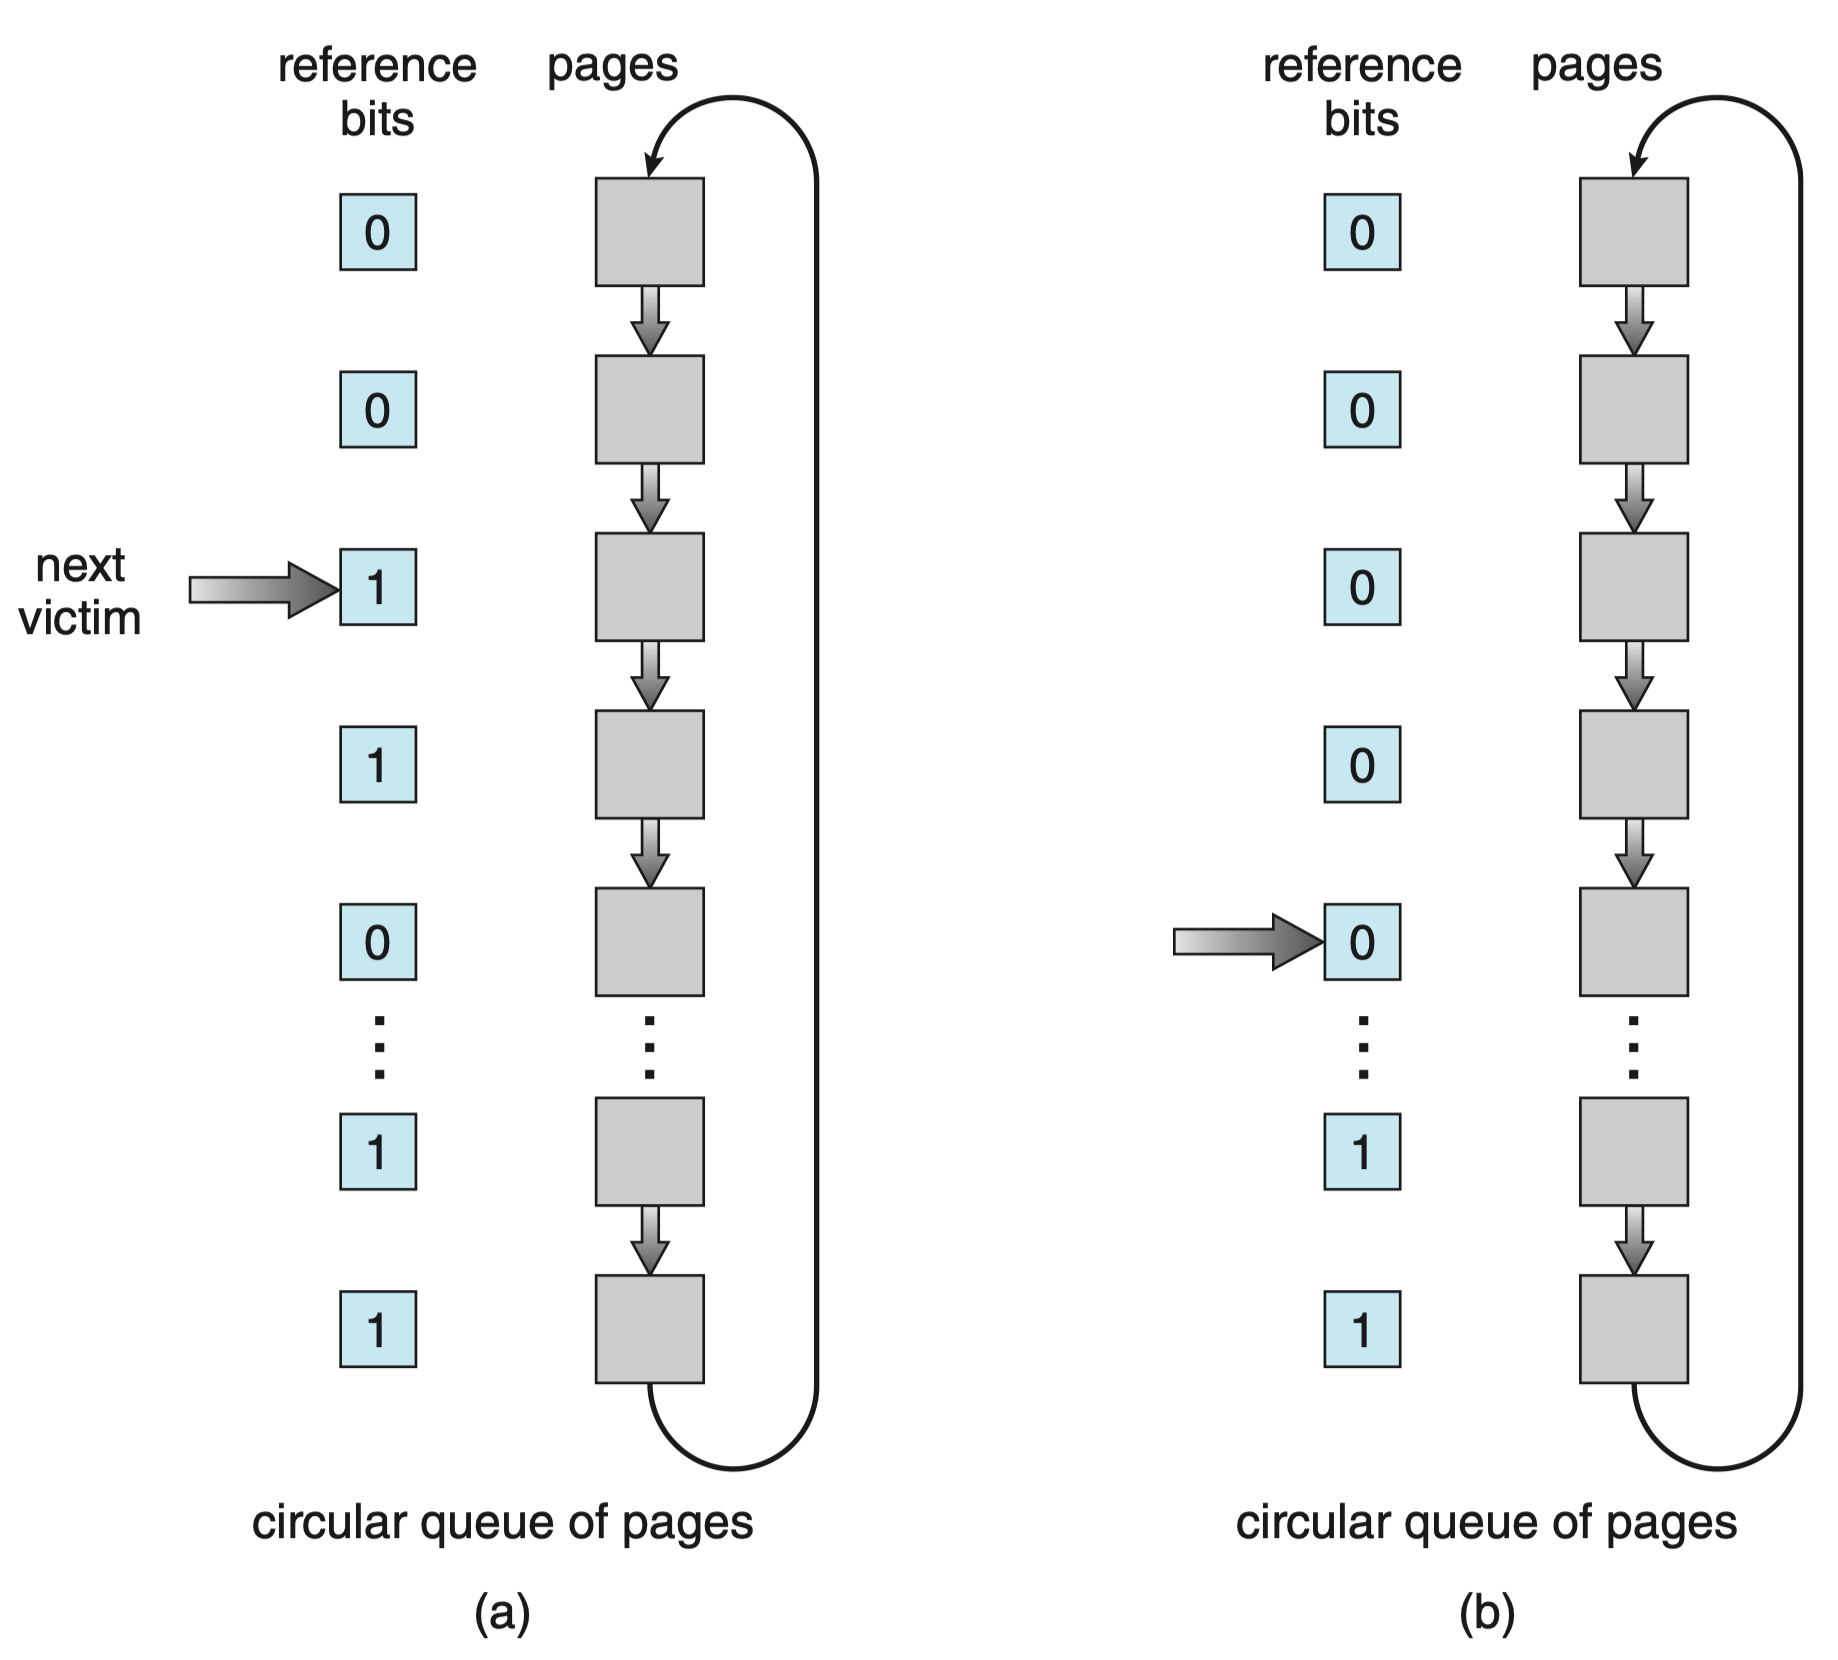 reference
bits
pages
0
0
next
victim
1
1
0
1
1
circular queue of pages
(a)
reference
bits
pages
0
0
0
0
0
1
1
circular queue of pages
(b)